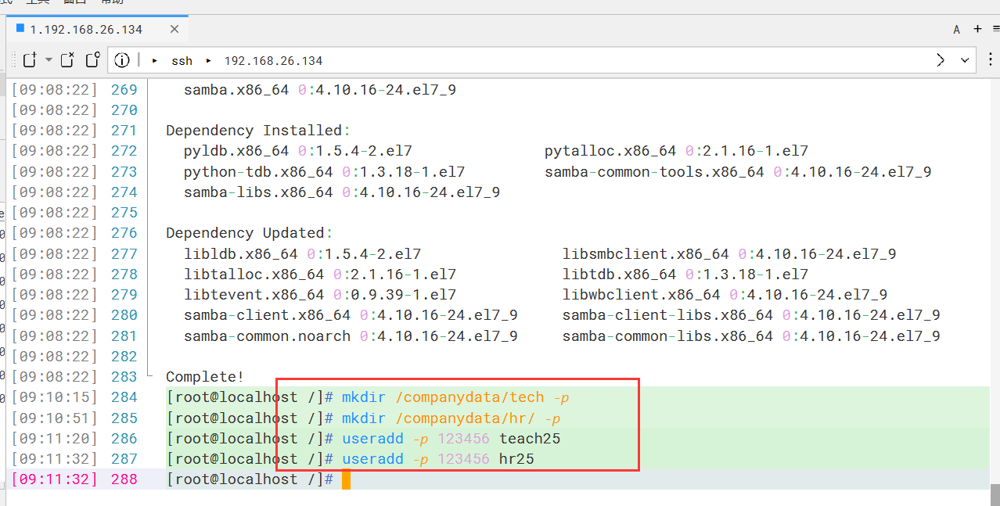 式 工具 窗口 帮助
1.192.168.26.134
A
ssh 192.168.26.134
[09:08:22] 269 samba.x86_64 0:4.10.16-24.el7_9
[09:08:22] 270
[09:08:22] 271 Dependency Installed:
[09:08:22] 272 pyldb.x86_64 0:1.5.4-2.el7 pytalloc.x86_64 0:2.1.16-1.el7
[09:08:22] 273 python-tdb.x86_64 0:1.3.18-1.el7 samba-common-tools.x86_64 0:4.10.16-24.el7_9
[09:08:22] 274 samba-libs.x86_64 0:4.10.16-24.el7_9
[09:08:22] 275
[09:08:22] 276 Dependency Updated:
[09:08:22] 277 libldb.x86_64 0:1.5.4-2.el7 libsmbclient.x86_64 0:4.10.16-24.el7_9
[09:08:22] 278 libtalloc.x86_64 0:2.1.16-1.el7 libtdb.x86_64 0:1.3.18-1.el7
[09:08:22] 279 libtevent.x86_64 0:0.9.39-1.el7 libwbclient.x86_64 0:4.10.16-24.el7_9
[09:08:22] 280 samba-client.x86_64 0:4.10.16-24.el7_9 samba-client-libs.x86_64 0:4.10.16-24.el7_9
[09:08:22] 281 samba-common.noarch 0:4.10.16-24.el7_9 samba-common-libs.x86_64 0:4.10.16-24.el7_9
[09:08:22] 282
[09:08:22] 283 Complete!
[09:10:15] 284 [root@localhost /]# mkdir /companydata/tech -p
[09:10:51] 285 [root@localhost /]# mkdir /companydata/hr/ -p
[09:11:20] 286 [root@localhost /]# useradd -p 123456 teach25
[09:11:32] 287 [root@localhost /]# useradd -p 123456 hr25
[09:11:32] 288 [root@localhost /]#